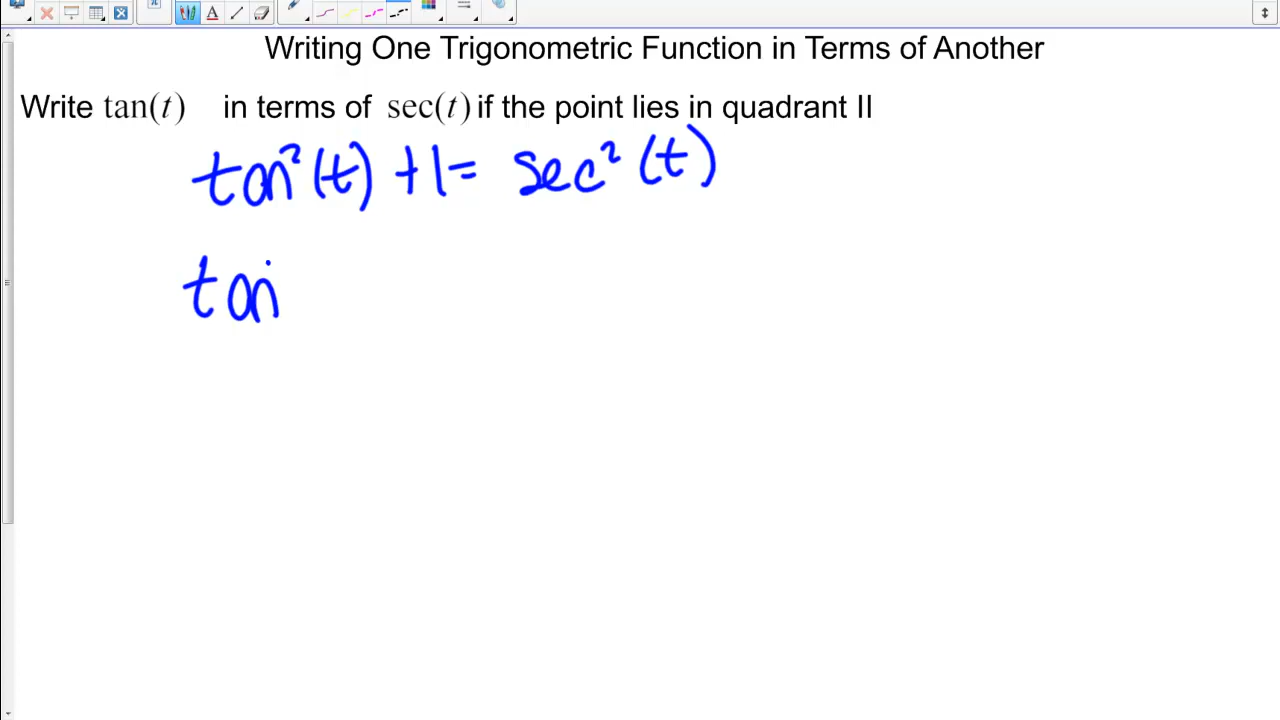 Writing One Trigonometric Function in Terms of Another
Write tan(t) in terms of sec(t) if the point lies in quadrant II
tan²(t) +1= sec²(t)
tan